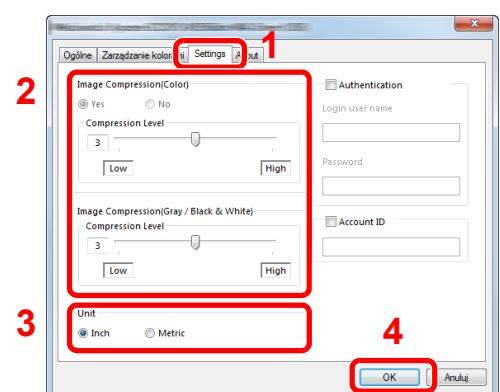 1
Ogólne Zarządzanie kolorami Settings About
2
Image Compression(Color)
Yes No
Compression Level
3
Low High
Image Compression(Gray / Black & White)
Compression Level
3
Low High
Authentication
Login user name
Password
Account ID
3
Unit
Inch Metric
4
OK Anuluj